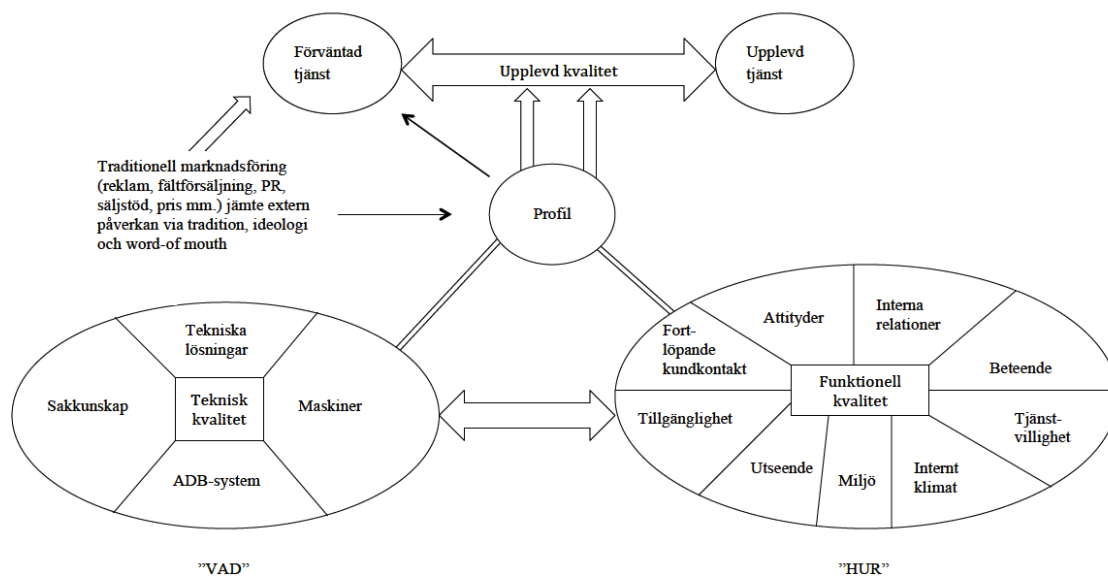 Förväntad
tjänst
Upplevd kvalitet
Upplevd
tjänst
Traditionell marknadsföring
(reklam, fältförsäljning, PR,
säljstöd, pris mm.) jämte extern
påverkan via tradition, ideologi
och word-of mouth
Profil
Tekniska
lösningar
Sakkunskap
Teknisk
kvalitet
Maskiner
ADB-system
Attityder
Interna
relationer
Fort-
löpande
kundkontakt
Beteende
Funktionell
kvalitet
Tillgänglighet
Tjänst-
villighet
Utseende
Miljö
Internt
klimat
”VAD”
”HUR”